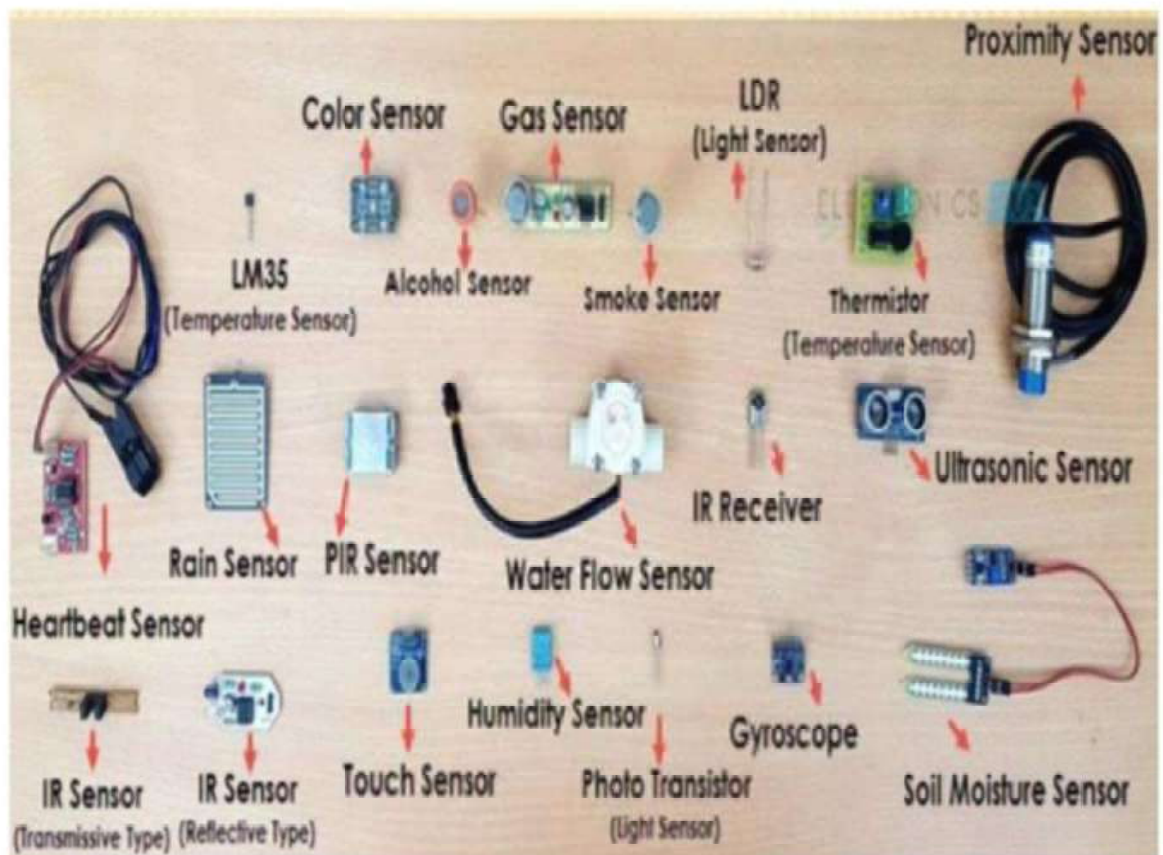 Proximity Sensor
Color Sensor
Gas Sensor
LDR
(Light Sensor)
LM35
(Temperature Sensor)
Alcohol Sensor
Smoke Sensor
Thermistor
(Temperature Sensor)
Rain Sensor
PIR Sensor
Water Flow Sensor
IR Receiver
Ultrasonic Sensor
Heartbeat Sensor
IR Sensor
(Transmissive Type)
IR Sensor
(Reflective Type)
Touch Sensor
Humidity Sensor
Photo Transistor
(Light Sensor)
Gyroscope
Soil Moisture Sensor